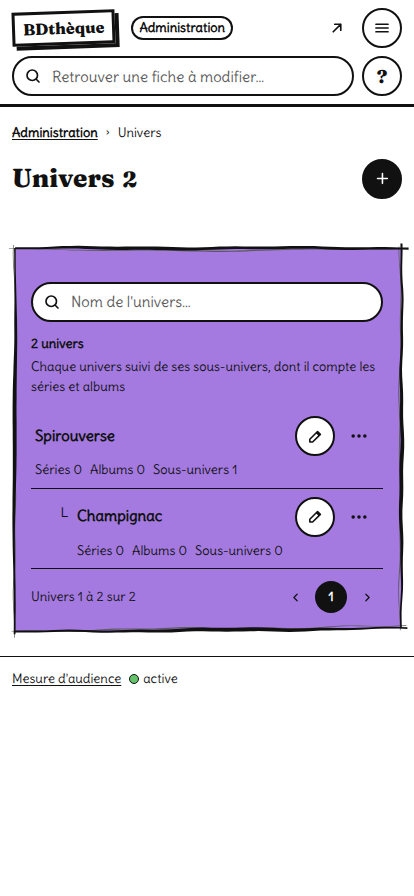 BDthèque
Administration
Retrouver une fiche à modifier...
?
Administration › Univers
Univers 2
+
Nom de l'univers...
2 univers
Chaque univers suivi de ses sous-univers, dont il compte les
séries et albums
Spirouverse
Séries 0 Albums 0 Sous-univers 1
└ Champignac
Séries 0 Albums 0 Sous-univers 0
Univers 1 à 2 sur 2
‹ 1 ›
Mesure d'audience active